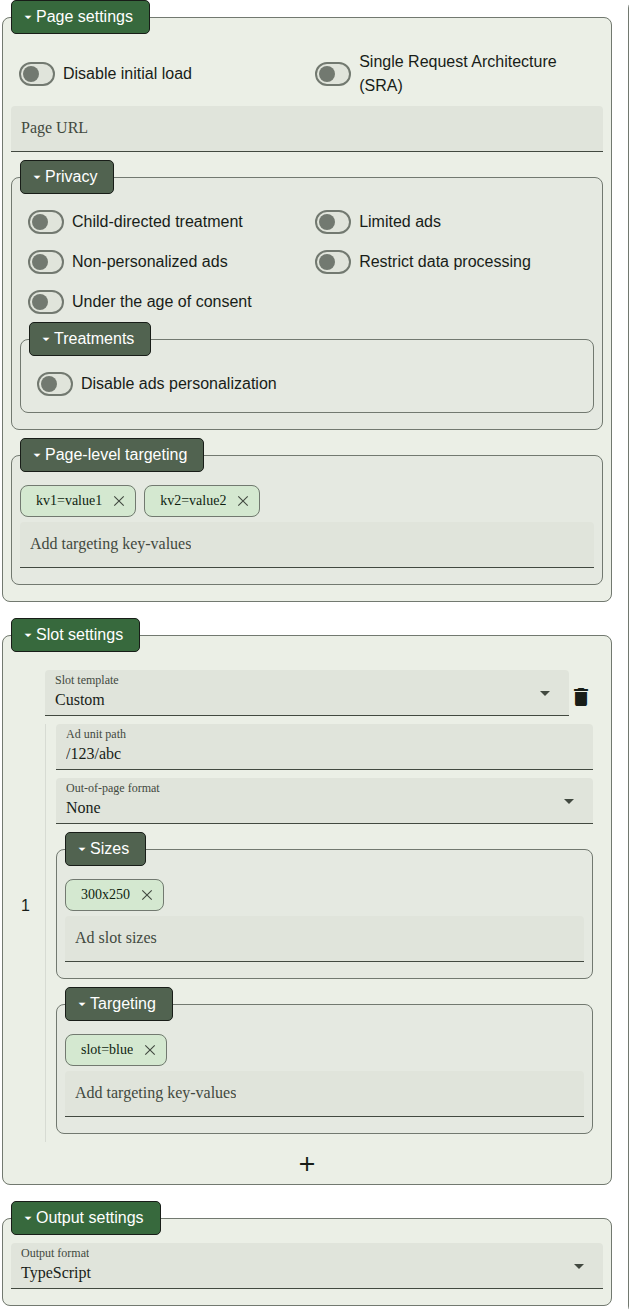 Page settings
Disable initial load
Single Request Architecture
(SRA)
Page URL
Privacy
Child-directed treatment
Limited ads
Non-personalized ads
Restrict data processing
Under the age of consent
Treatments
Disable ads personalization
Page-level targeting
kv1=value1
kv2=value2
Add targeting key-values
Slot settings
Slot template
Custom
Ad unit path
/123/abc
Out-of-page format
None
Sizes
1
300x250
Ad slot sizes
Targeting
slot=blue
Add targeting key-values
+
Output settings
Output format
TypeScript